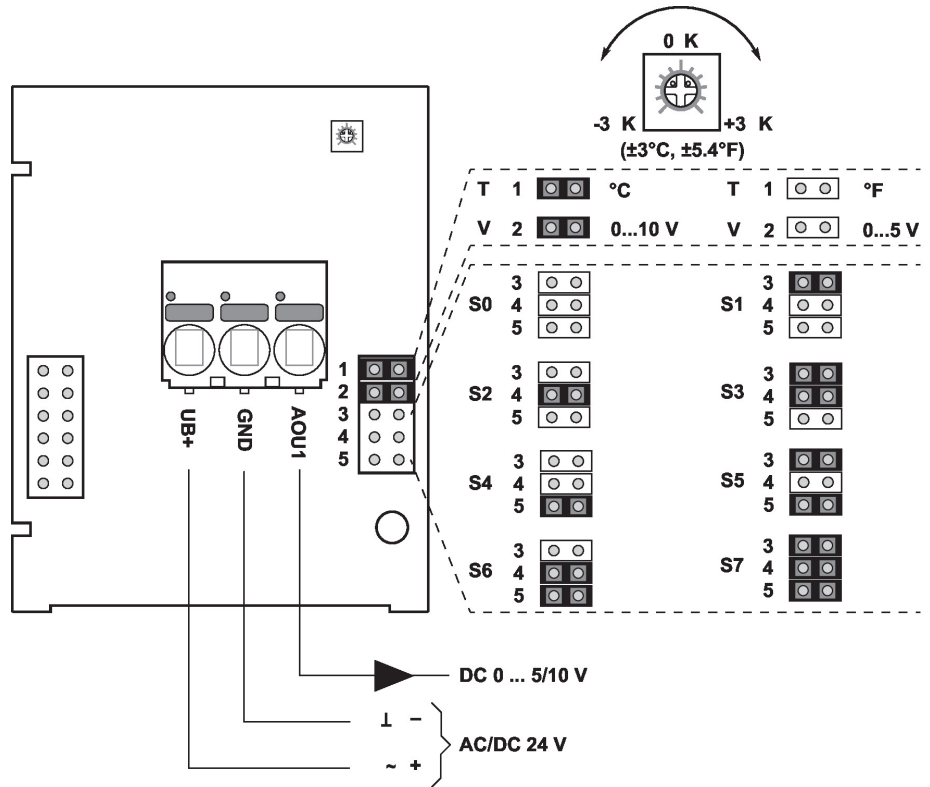 0 K
-3 K +3 K
(±3°C, ±5.4°F)
T 1 °C T 1 °F
V 2 0...10 V V 2 0...5 V
S0 3 4 5
S1 3 4 5
S2 3 4 5
S3 3 4 5
S4 3 4 5
S5 3 4 5
S6 3 4 5
S7 3 4 5
1
2
3
4
5
UB+
GND
AOU1
DC 0 ... 5/10 V
⊥ −
~ +
AC/DC 24 V